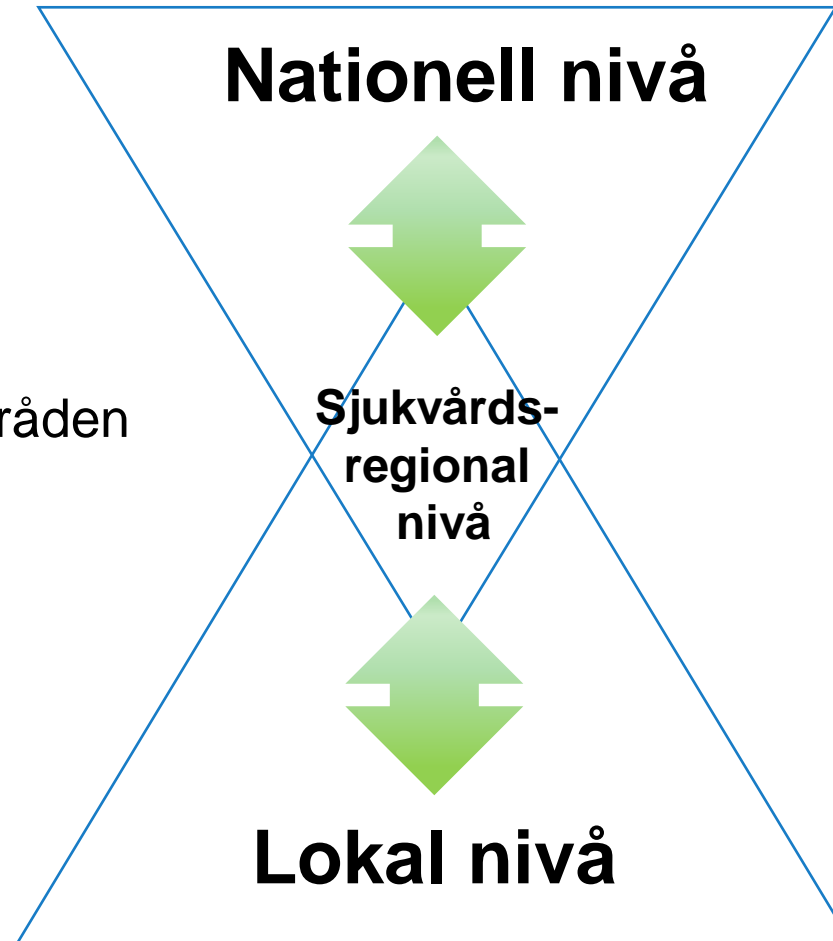 Nationell nivå
råden
Sjukvårds-
regional
nivå
Lokal nivå